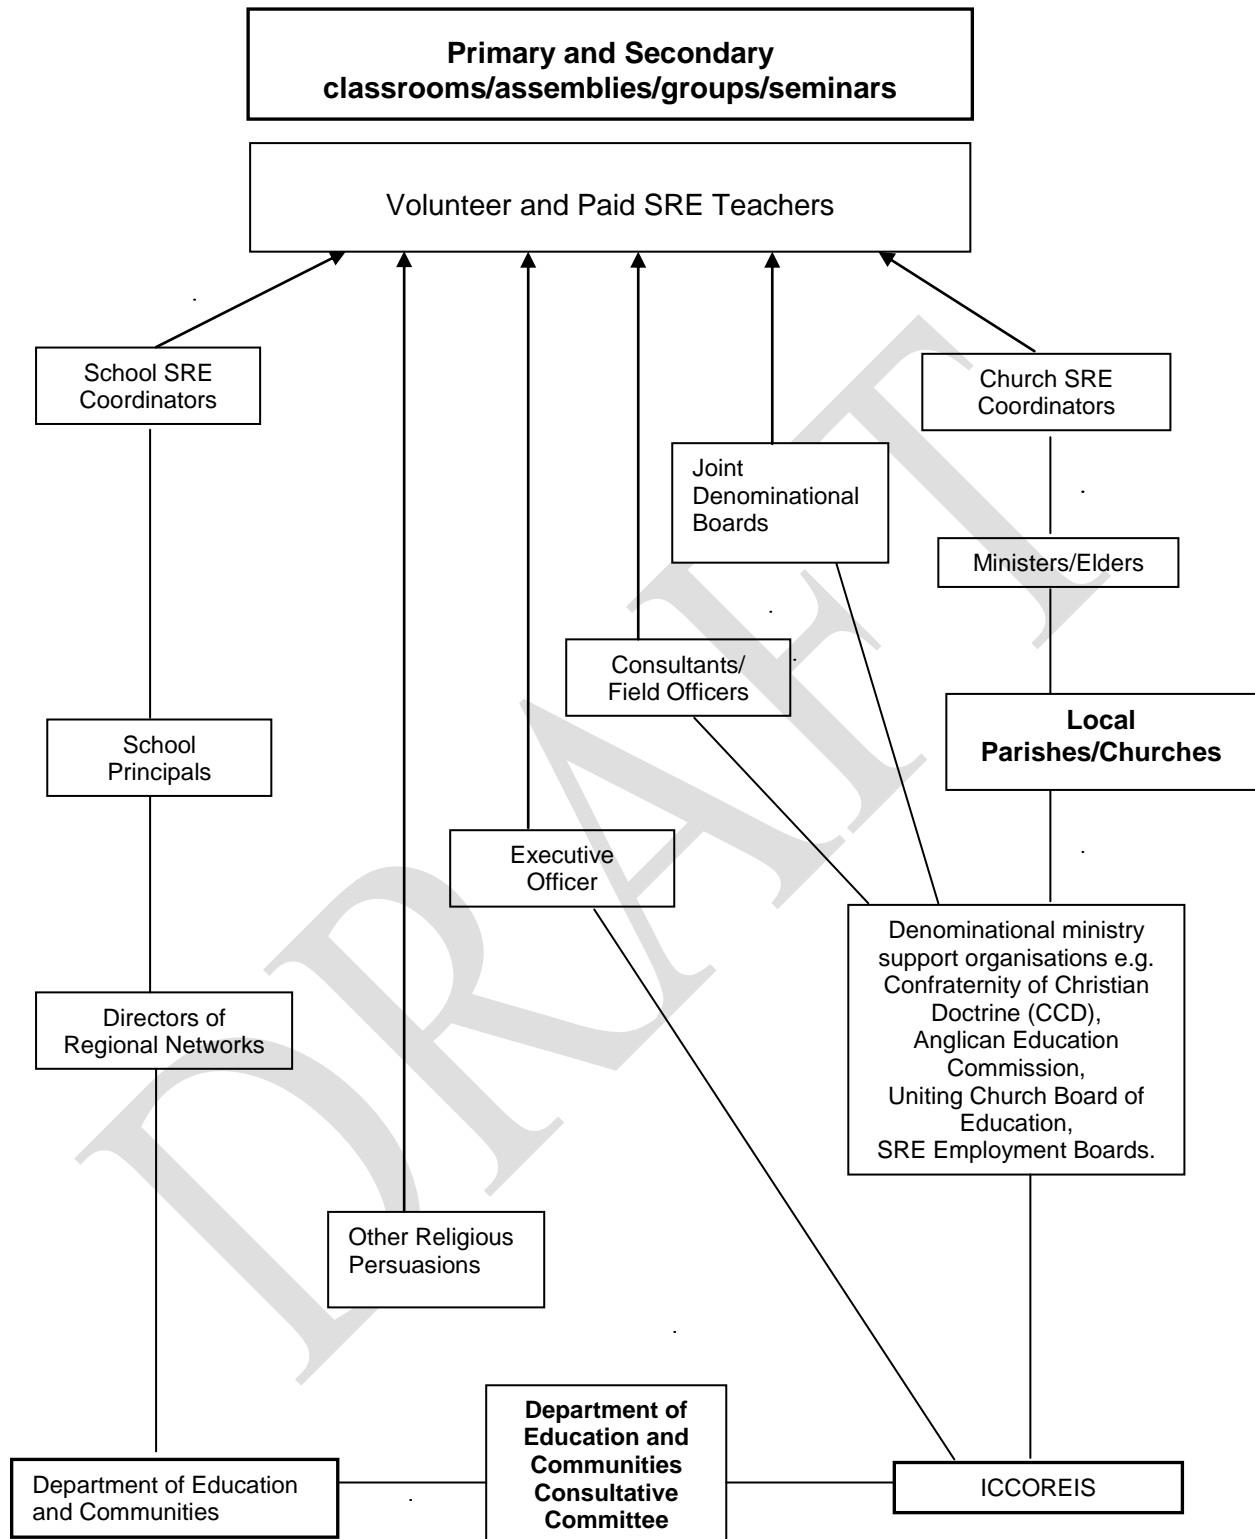 Primary and Secondary
classrooms/assemblies/groups/seminars
Volunteer and Paid SRE Teachers
School SRE
Coordinators
Church SRE
Coordinators
Joint
Denominational
Boards
Ministers/Elders
Consultants/
Field Officers
Local
Parishes/Churches
School
Principals
Executive
Officer
Denominational ministry
support organisations e.g.
Confraternity of Christian
Doctrine (CCD),
Anglican Education
Commission,
Uniting Church Board of
Education,
SRE Employment Boards.
Directors of
Regional Networks
Other Religious
Persuasions
Department of Education
and Communities
Department of
Education and
Communities
Consultative
Committee
ICCOREIS
DRAFT